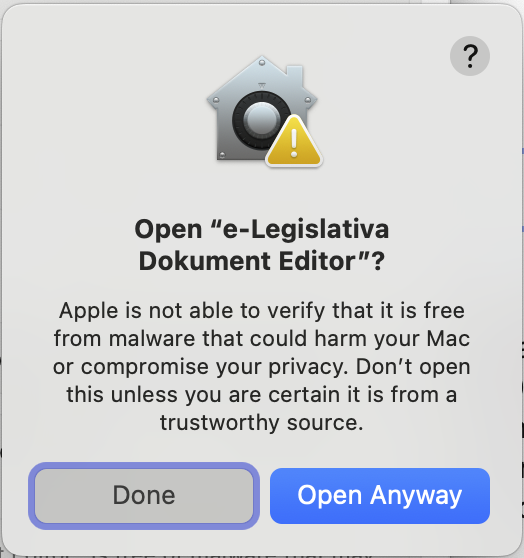 ?
Open “e-Legislativa
Dokument Editor”?
Apple is not able to verify that it is free
from malware that could harm your Mac
or compromise your privacy. Don’t open
this unless you are certain it is from a
trustworthy source.
Done
Open Anyway